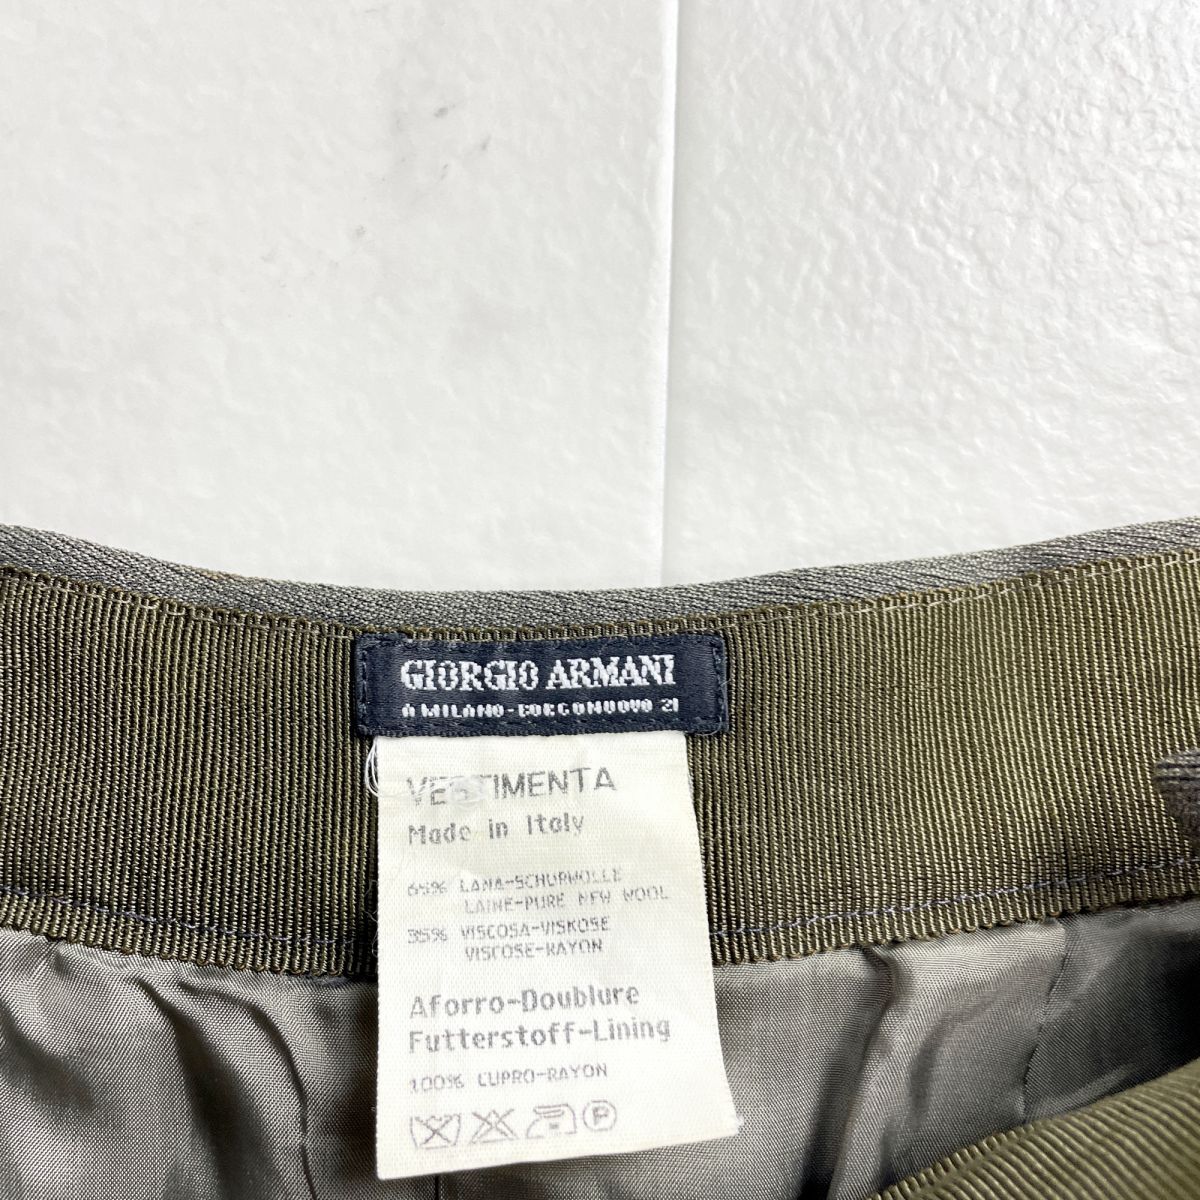 GIORGIO ARMANI
A MILANO-BORGONUOVO 21
VESTIMENTA
Made in Italy
65% LANA-SCHURWOLLE
LAINE-PURE NEW WOOL
35% VISCOSA-VISKOSE
VISCOSE-RAYON
Aforro-Doublure
Futterstoff-Lining
100% CUPRO-RAYON
P